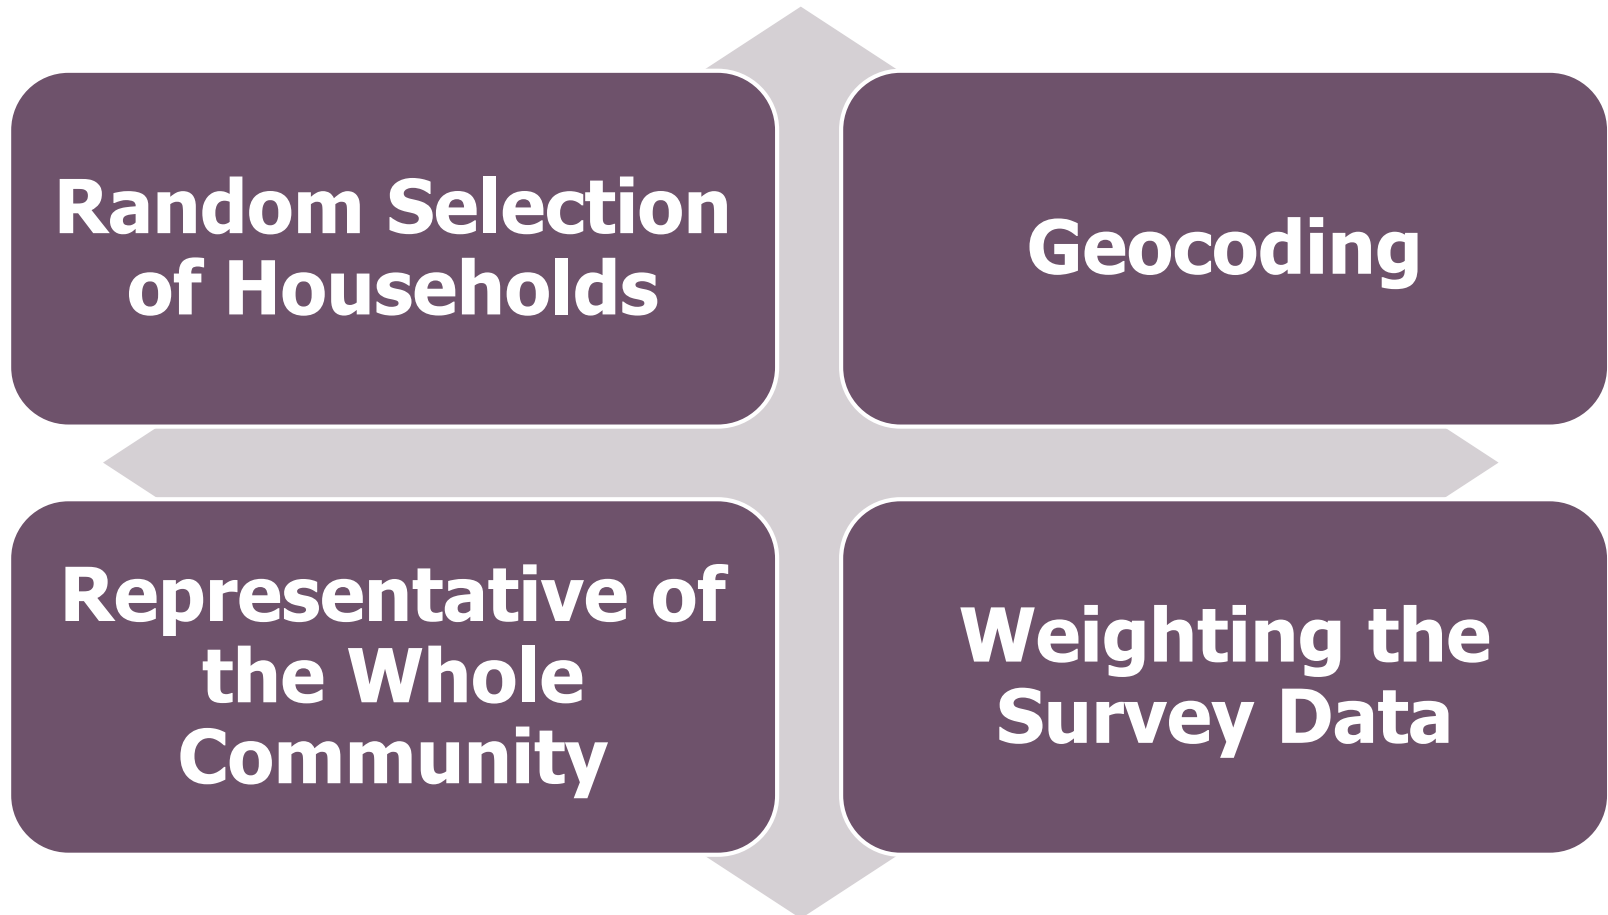 Random Selection
of Households
Geocoding
Representative of
the Whole
Community
Weighting the
Survey Data